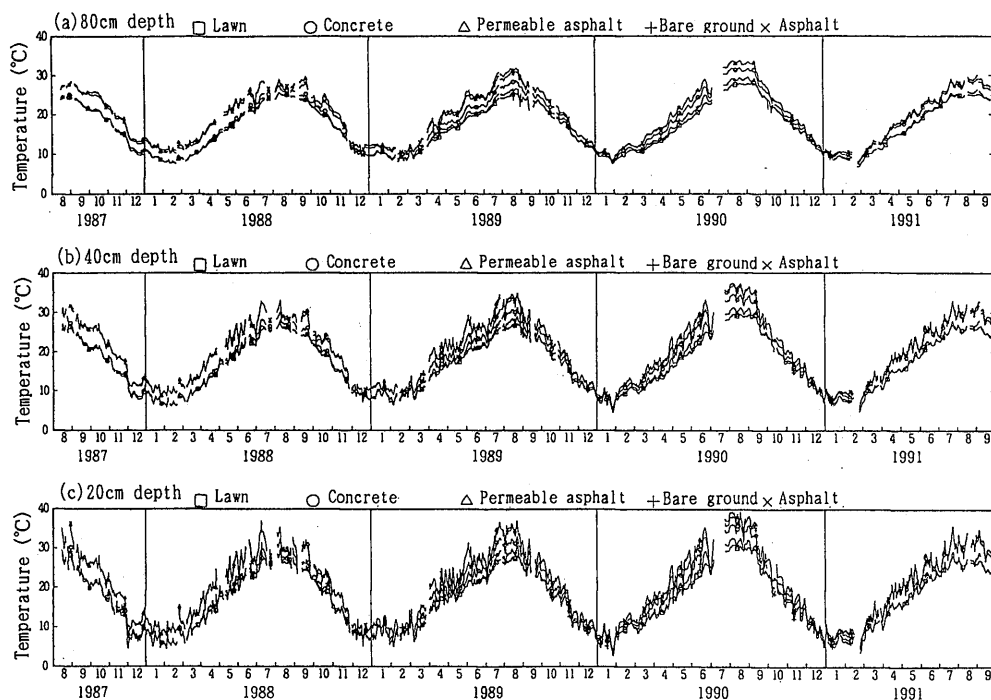 (a)80cm depth □ Lawn ○ Concrete △ Permeable asphalt +Bare ground × Asphalt
Temperature (°C)
40
30
20
10
0
8 9 10 11 12 1 2 3 4 5 6 7 8 9 10 11 12 1 2 3 4 5 6 7 8 9 10 11 12 1 2 3 4 5 6 7 8 9 10 11 12 1 2 3 4 5 6 7 8 9
1987 1988 1989 1990 1991
(b)40cm depth □ Lawn ○ Concrete △ Permeable asphalt +Bare ground × Asphalt
Temperature (°C)
40
30
20
10
0
8 9 10 11 12 1 2 3 4 5 6 7 8 9 10 11 12 1 2 3 4 5 6 7 8 9 10 11 12 1 2 3 4 5 6 7 8 9 10 11 12 1 2 3 4 5 6 7 8 9
1987 1988 1989 1990 1991
(c)20cm depth □ Lawn ○ Concrete △ Permeable asphalt +Bare ground × Asphalt
Temperature (°C)
40
30
20
10
0
8 9 10 11 12 1 2 3 4 5 6 7 8 9 10 11 12 1 2 3 4 5 6 7 8 9 10 11 12 1 2 3 4 5 6 7 8 9 10 11 12 1 2 3 4 5 6 7 8 9
1987 1988 1989 1990 1991